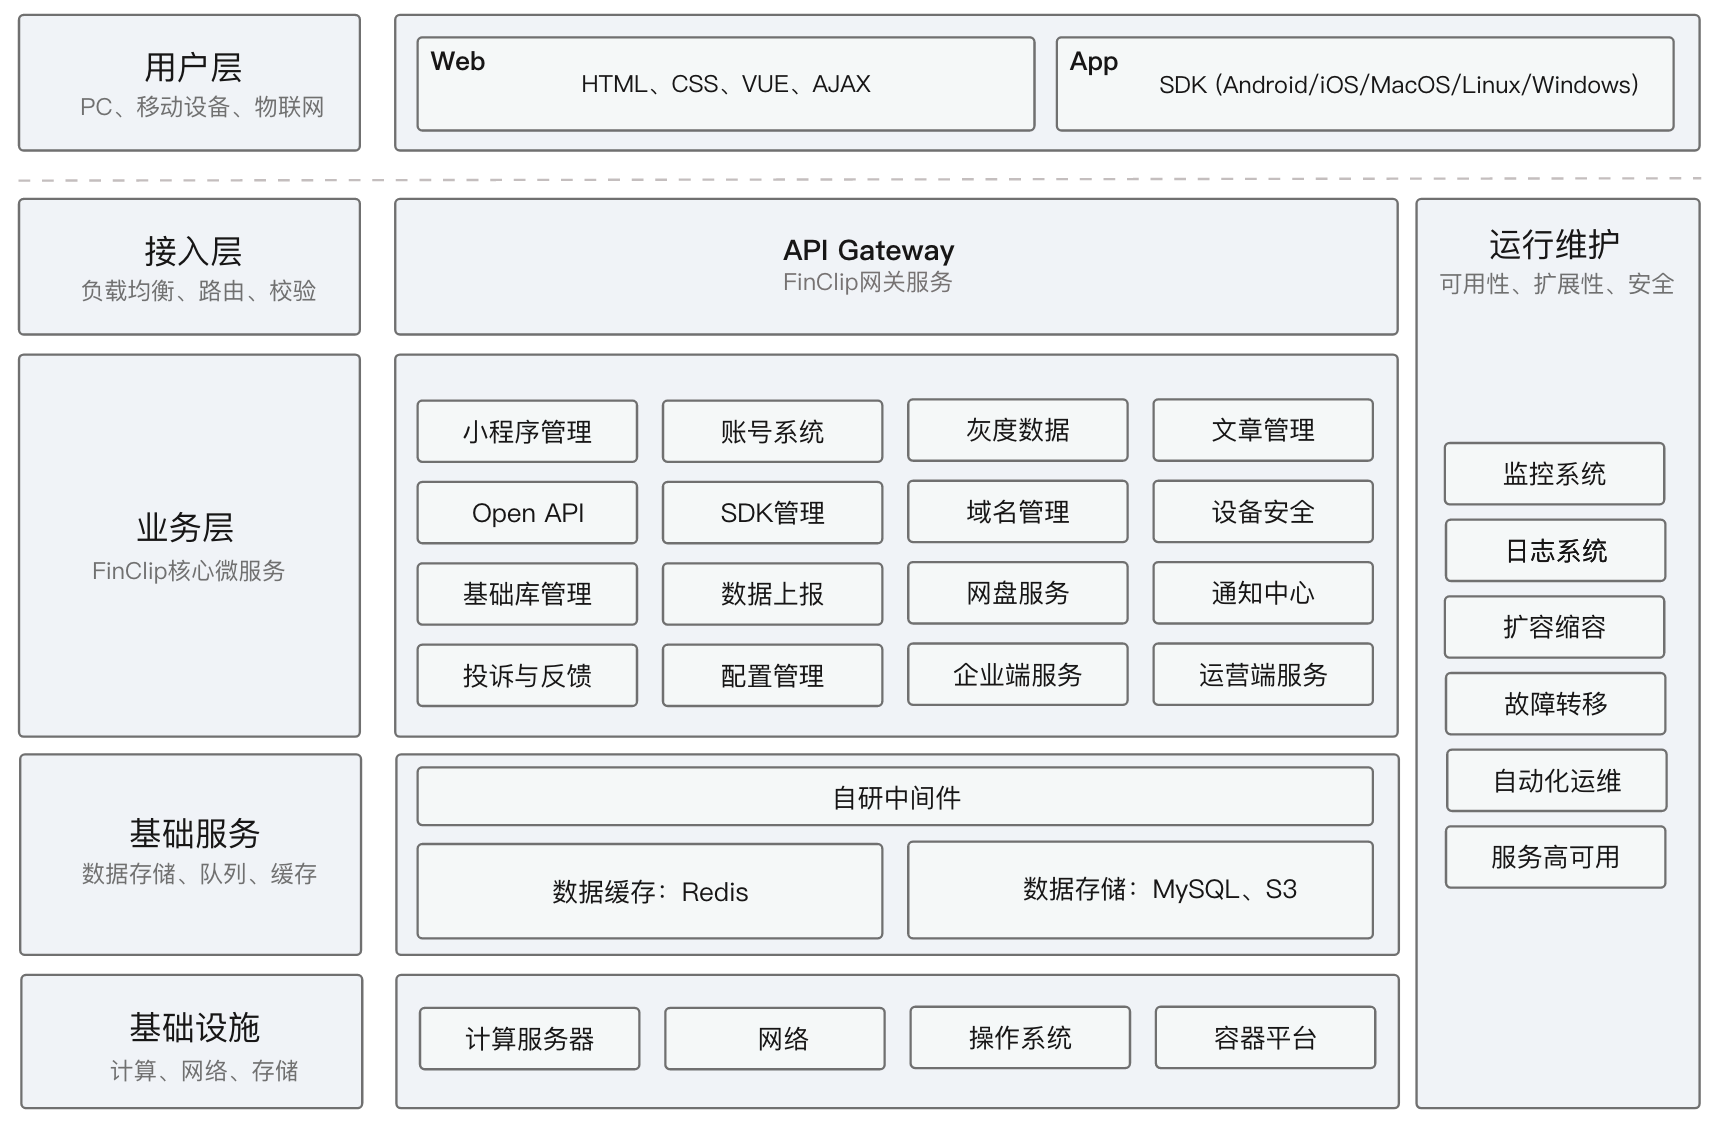 用户层
PC、移动设备、物联网
Web
HTML、CSS、VUE、AJAX
App
SDK (Android/iOS/MacOS/Linux/Windows)
接入层
负载均衡、路由、校验
API Gateway
FinClip网关服务
业务层
FinClip核心微服务
小程序管理
账号系统
灰度数据
文章管理
Open API
SDK管理
域名管理
设备安全
基础库管理
数据上报
网盘服务
通知中心
投诉与反馈
配置管理
企业端服务
运营端服务
基础服务
数据存储、队列、缓存
自研中间件
数据缓存：Redis
数据存储：MySQL、S3
基础设施
计算、网络、存储
计算服务器
网络
操作系统
容器平台
运行维护
可用性、扩展性、安全
监控系统
日志系统
扩容缩容
故障转移
自动化运维
服务高可用